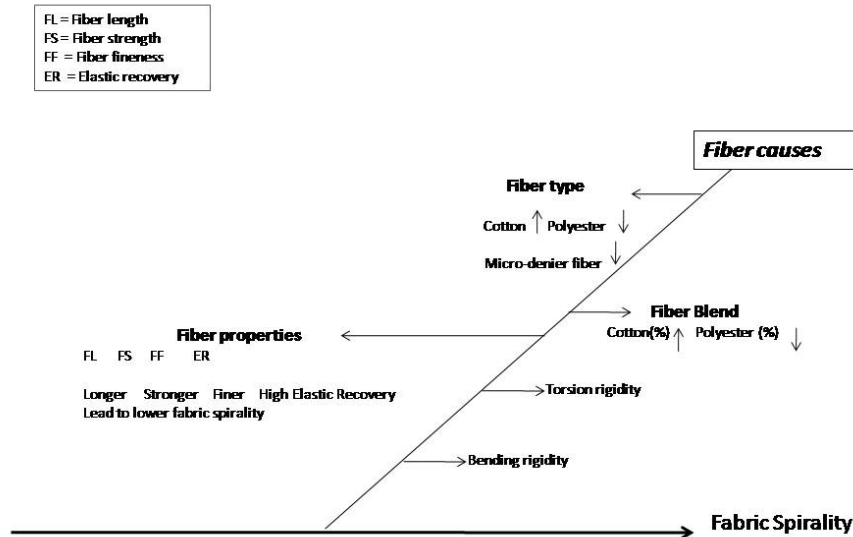 FL = Fiber length
FS = Fiber strength
FF = Fiber fineness
ER = Elastic recovery
Fiber causes
Fiber type
Cotton ↑ Polyester ↓
Micro-denier fiber ↓
Fiber Blend
Cotton(%) ↑ Polyester (%) ↓
Fiber properties
FL FS FF ER
Longer Stronger Finer High Elastic Recovery
Lead to lower fabric spirality
Torsion rigidity
Bending rigidity
Fabric Spirality